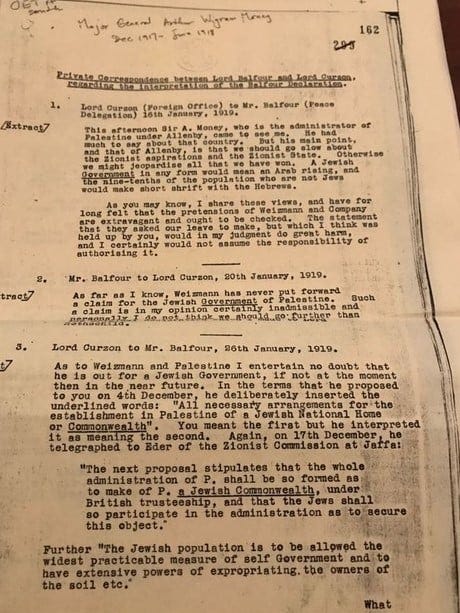 OET
South
Major General Arthur Wigram Money
Dec 1917- June 1918
162
Private Correspondence between Lord Balfour and Lord Curzon,
regarding the interpretation of the Balfour Declaration.
1. Lord Curzon (Foreign Office) to Mr. Balfour (Peace
Delegation) 16th January, 1919.
/Extract7
This afternoon Sir A. Money, who is the administrator of
Palestine under Allenby, came to see me. He had
much to say about that country. But his main point,
and that of Allenby, is that we should go slow about
the Zionist aspirations and the Zionist State. Otherwise
we might jeopardise all that we have won. A Jewish
Government in any form would mean an Arab rising, and
the nine-tenths of the population who are not Jews
would make short shrift with the Hebrews.
As you may know, I share these views, and have for
long felt that the pretensions of Weizmann and Company
are extravagant and ought to be checked. The statement
that they asked our leave to make, but which I think was
held up by you, would in my judgment do great harm,
and I certainly would not assume the responsibility of
authorising it.
2. Mr. Balfour to Lord Curzon, 20th January, 1919.
tract7
As far as I know, Weizmann has never put forward
a claim for the Jewish Government of Palestine. Such
a claim is in my opinion certainly inadmissible and
personally I do not think we should go further than
3. Lord Curzon to Mr. Balfour, 26th January, 1919.
t7
As to Weizmann and Palestine I entertain no doubt that
he is out for a Jewish Government, if not at the moment
then in the near future. In the terms that he proposed
to you on 4th December, he deliberately inserted the
underlined words: "All necessary arrangements for the
establishment in Palestine of a Jewish National Home
or Commonwealth". You meant the first but he interpreted
it as meaning the second. Again, on 17th December, he
telegraphed to Eder of the Zionist Commission at Jaffa:
"The next proposal stipulates that the whole
administration of P. shall be so formed as
to make of P. a Jewish Commonwealth, under
British trusteeship, and that the Jews shall
so participate in the administration as to secure
this object."
Further "The Jewish population is to be allowed the
widest practicable measure of self Government and to
have extensive powers of expropriating the owners of
the soil etc."
What